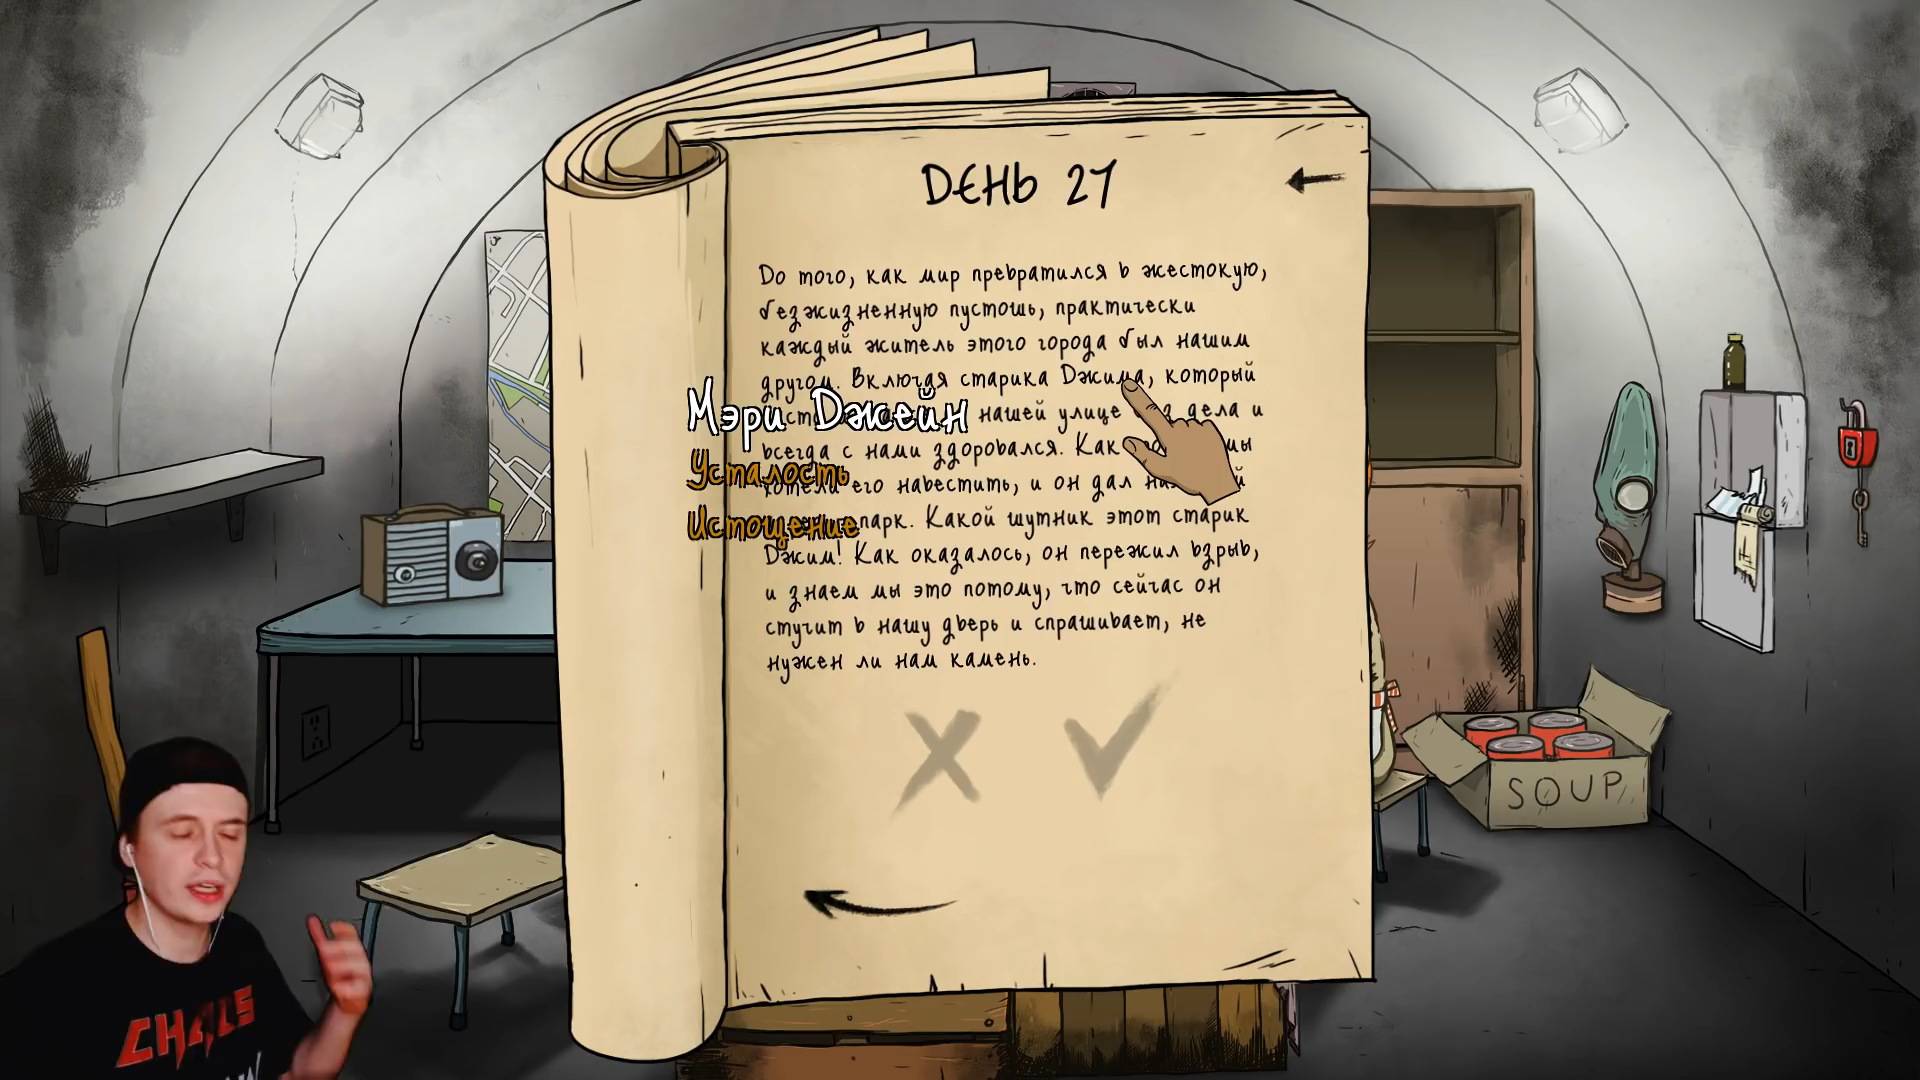 ДЕНЬ 27
До того, как мир превратился в жестокую,
безжизненную пустошь, практически
каждый житель этого города был нашим
другом. Включая старика Джима, который
нашей улице дела и
всегда с нами здоровался. Как мы
хотели его навестить, и он дал
парк. Какой шутник этот старик
Джим! Как оказалось, он пережил взрыв,
и знаем мы это потому, что сейчас он
стучит в нашу дверь и спрашивает, не
нужен ли нам камень.
Мэри Джейн
Усталость
Истощение
SOUP